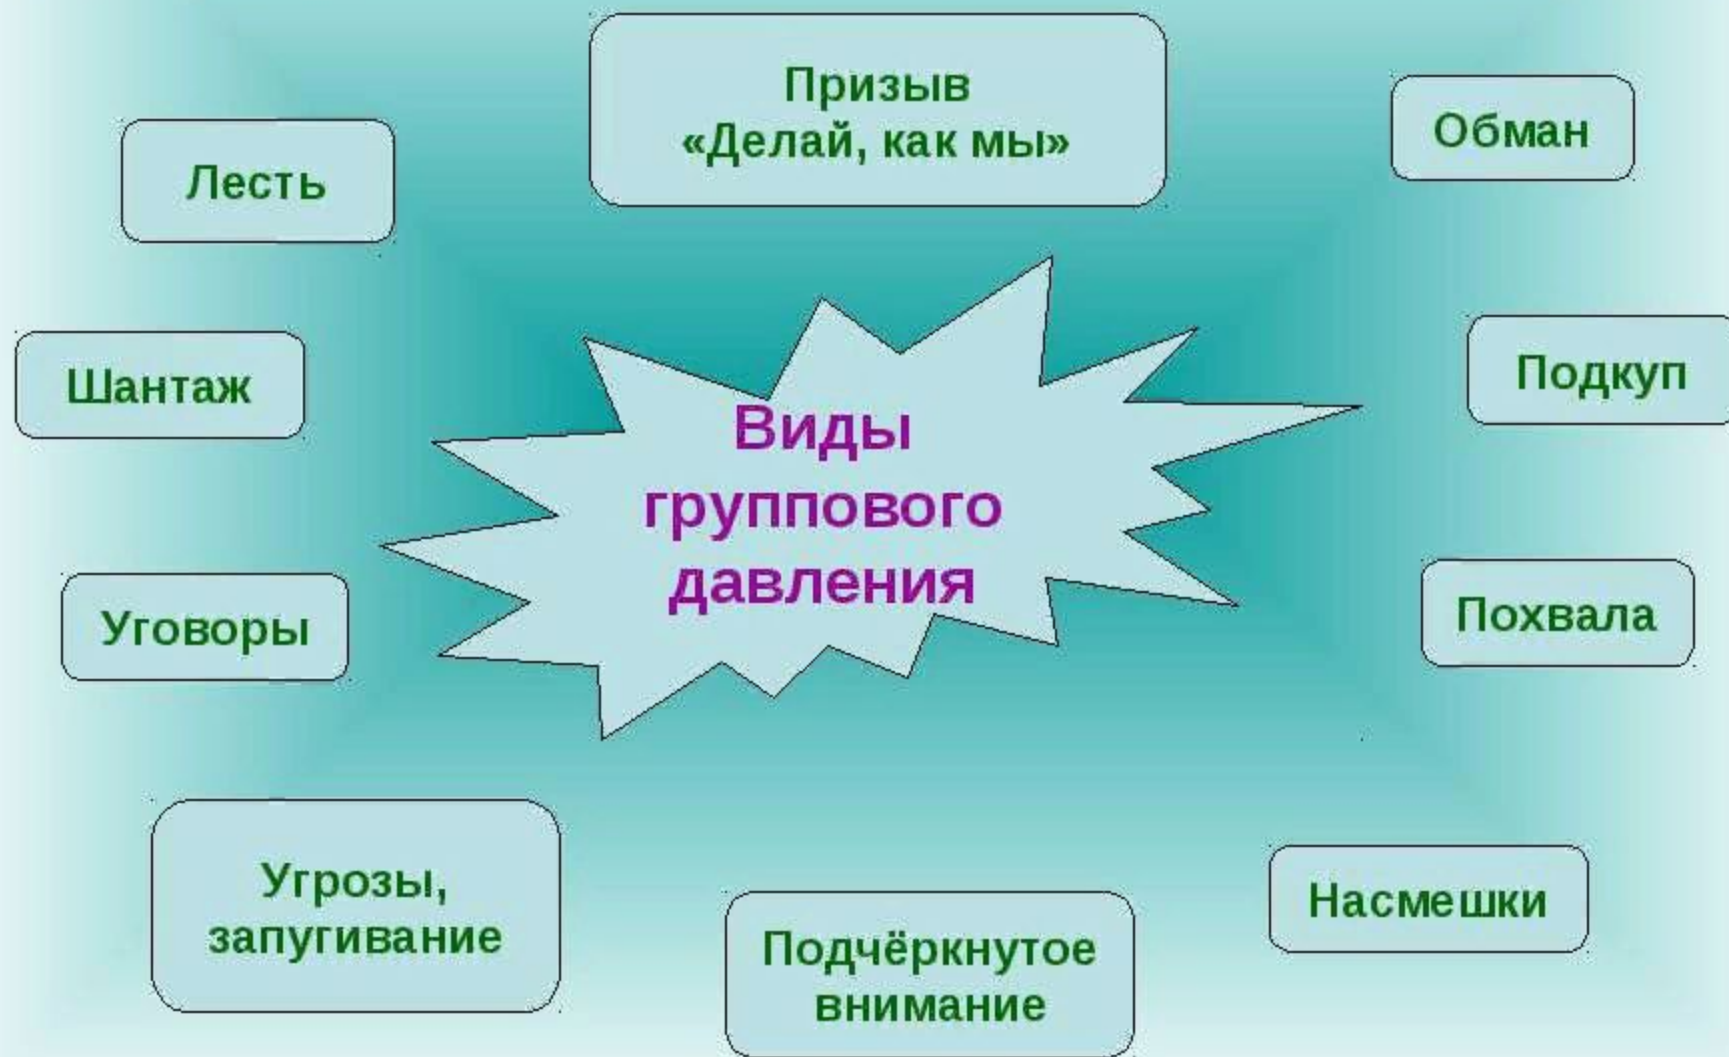 Призыв
«Делай, как мы»
Обман
Лесть
Шантаж
Подкуп
Виды
группового
давления
Уговоры
Похвала
Угрозы,
запугивание
Насмешки
Подчёркнутое
внимание